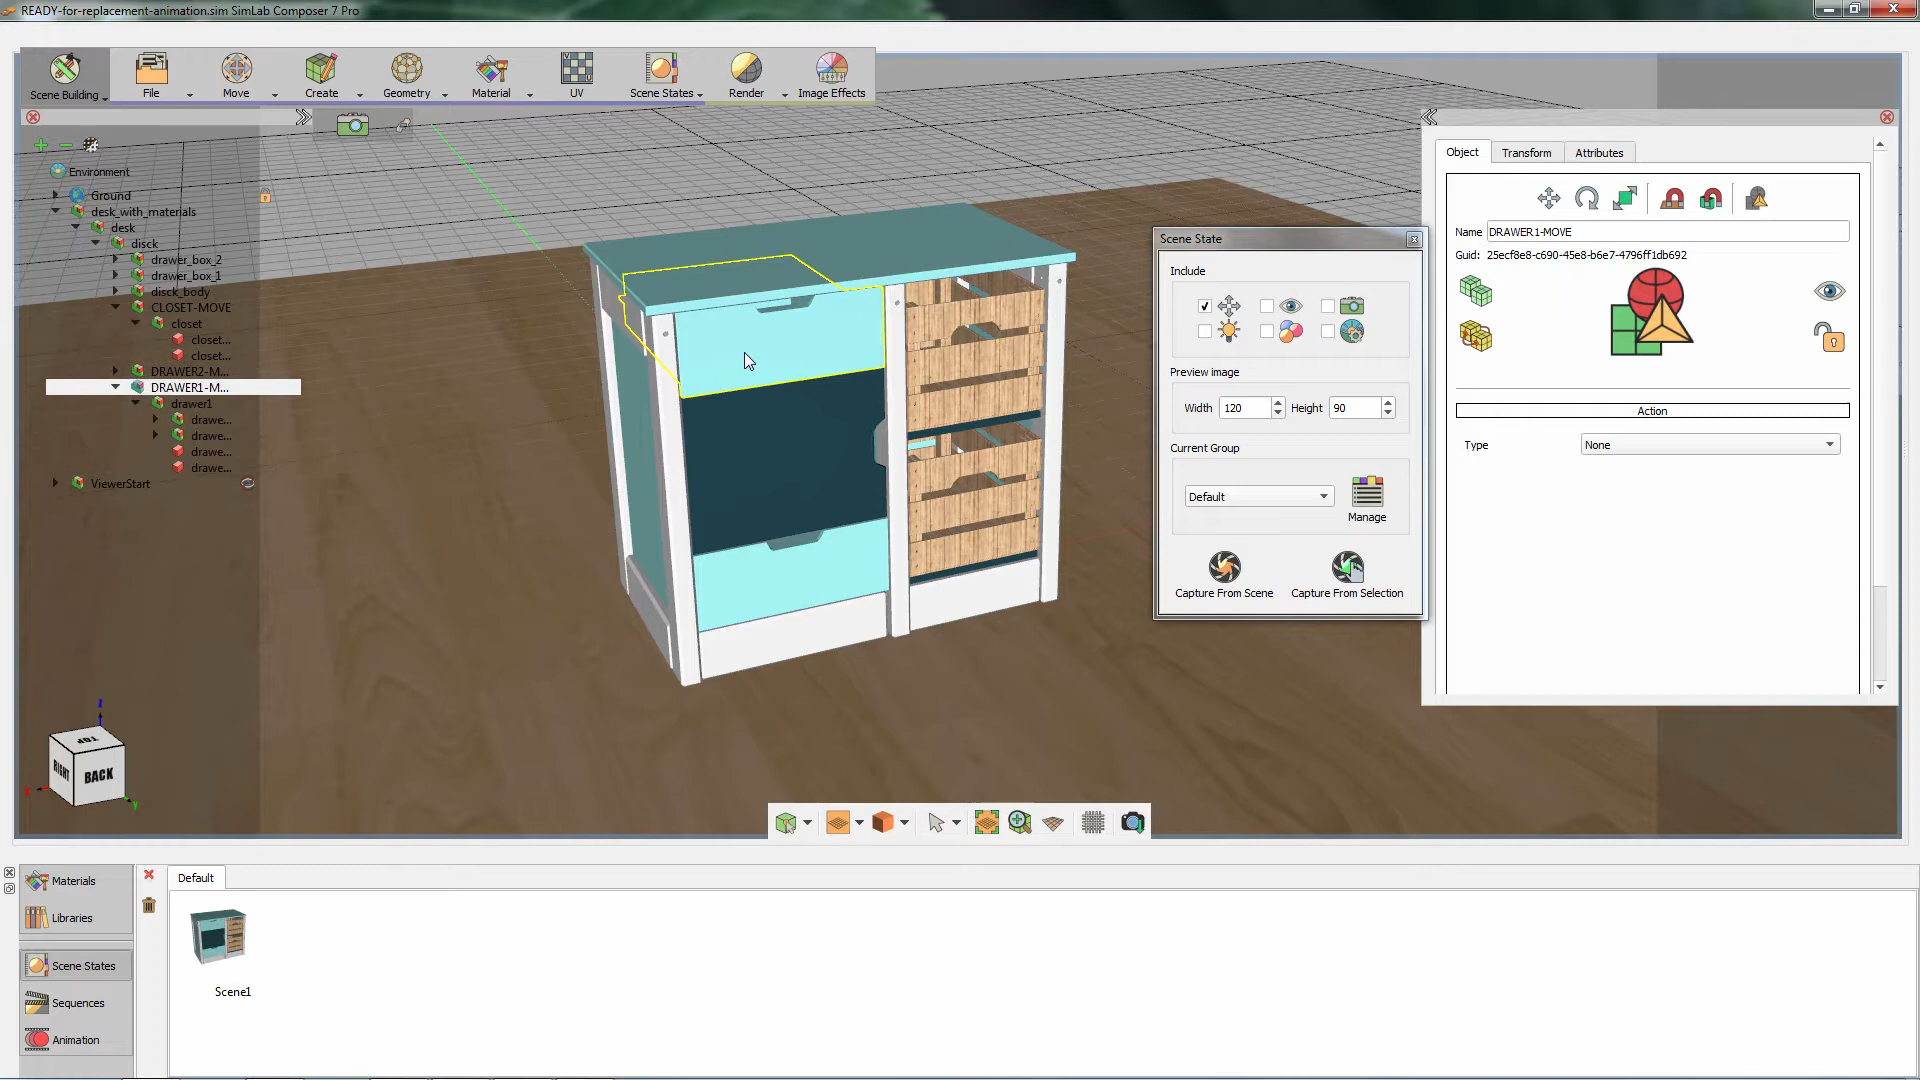 READY-for-replacement-animation.sim SimLab Composer 7 Pro
Scene Building
File
Move
Create
Geometry
Material
UV
Scene States
Render
Image Effects
Environment
Ground
desk_with_materials
desk
disck
drawer_box_2
drawer_box_1
disck_body
CLOSET-MOVE
closet
closet...
closet...
DRAWER2-M...
DRAWER1-M...
drawer1
drawe...
drawe...
drawe...
drawe...
ViewerStart
Scene State
Include
Preview image
Width 120 Height 90
Current Group
Default
Manage
Capture From Scene
Capture From Selection
Object
Transform
Attributes
Name DRAWER1-MOVE
Guid: 25ecf8e8-c690-45e8-b6e7-4796ff1db692
Action
Type None
TOP
RIGHT
BACK
z
x
y
Materials
Libraries
Scene States
Sequences
Animation
Default
Scene1